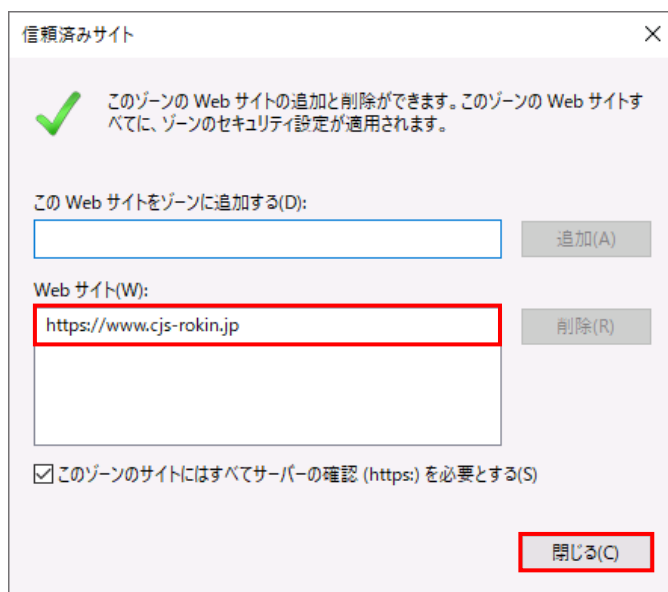 信頼済みサイト
このゾーンの Web サイトの追加と削除ができます。このゾーンの Web サイトす
べてに、ゾーンのセキュリティ設定が適用されます。
この Web サイトをゾーンに追加する(D):
追加(A)
Web サイト(W):
https://www.cjs-rokin.jp
削除(R)
このゾーンのサイトにはすべてサーバーの確認 (https:) を必要とする(S)
閉じる(C)